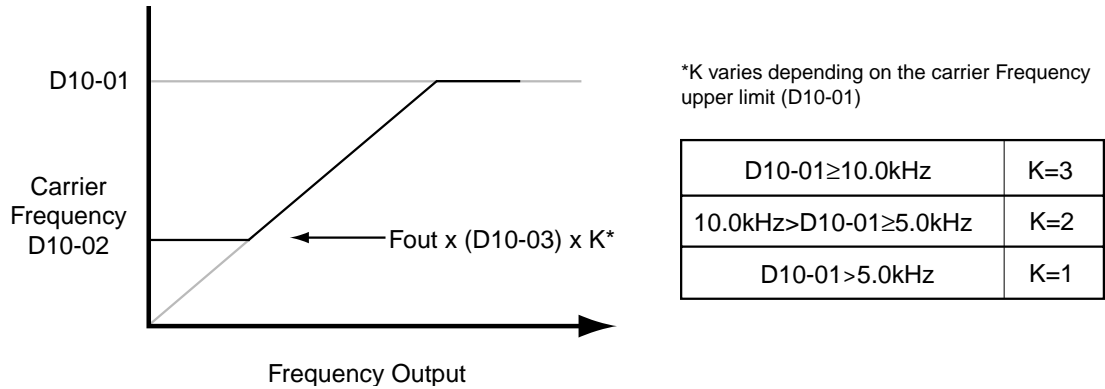 D10-01
Carrier
Frequency
D10-02
Fout x (D10-03) x K*
Frequency Output
*K varies depending on the carrier Frequency
upper limit (D10-01)
D10-01≥10.0kHz K=3
10.0kHz>D10-01≥5.0kHz K=2
D10-01>5.0kHz K=1